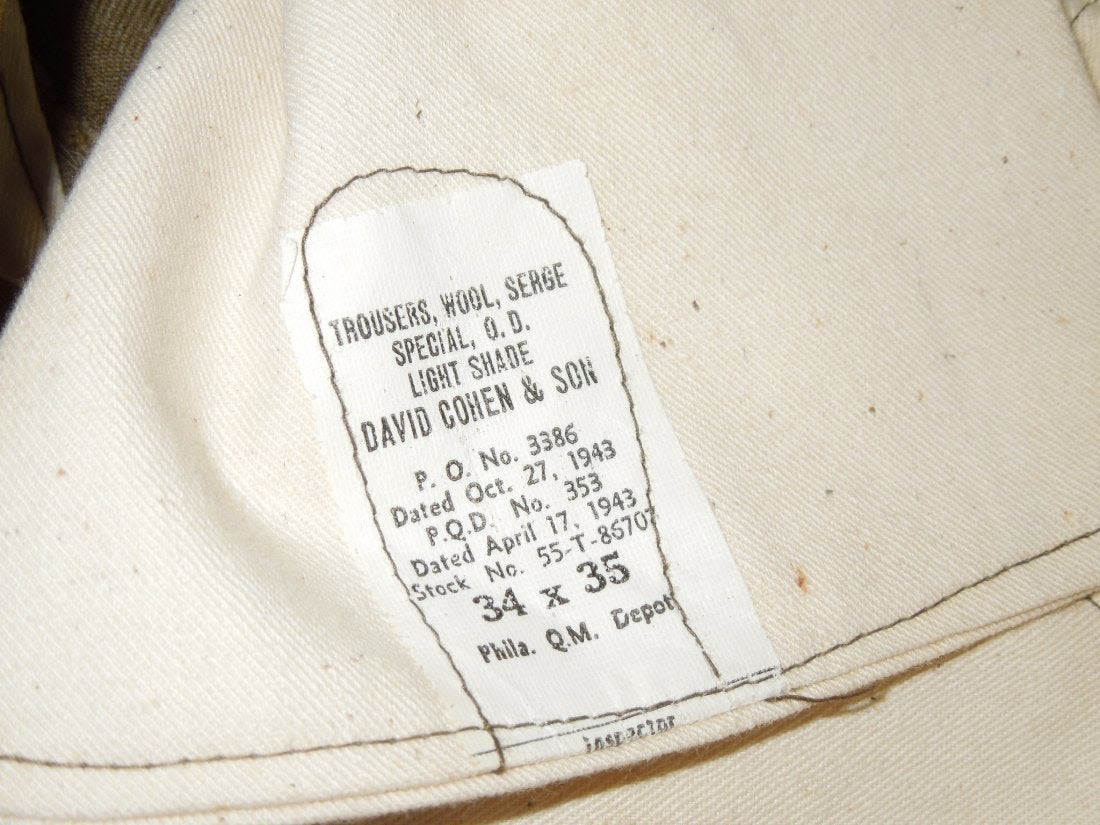 TROUSERS, WOOL, SERGE
SPECIAL, O.D.
LIGHT SHADE
DAVID COHEN & SON
P. O. No. 3386
Dated Oct. 27, 1943
P.Q.D. No. 353
Dated April 17, 1943
Stock No. 55-T-86707
34 x 35
Phila. Q.M. Depot
Inspector